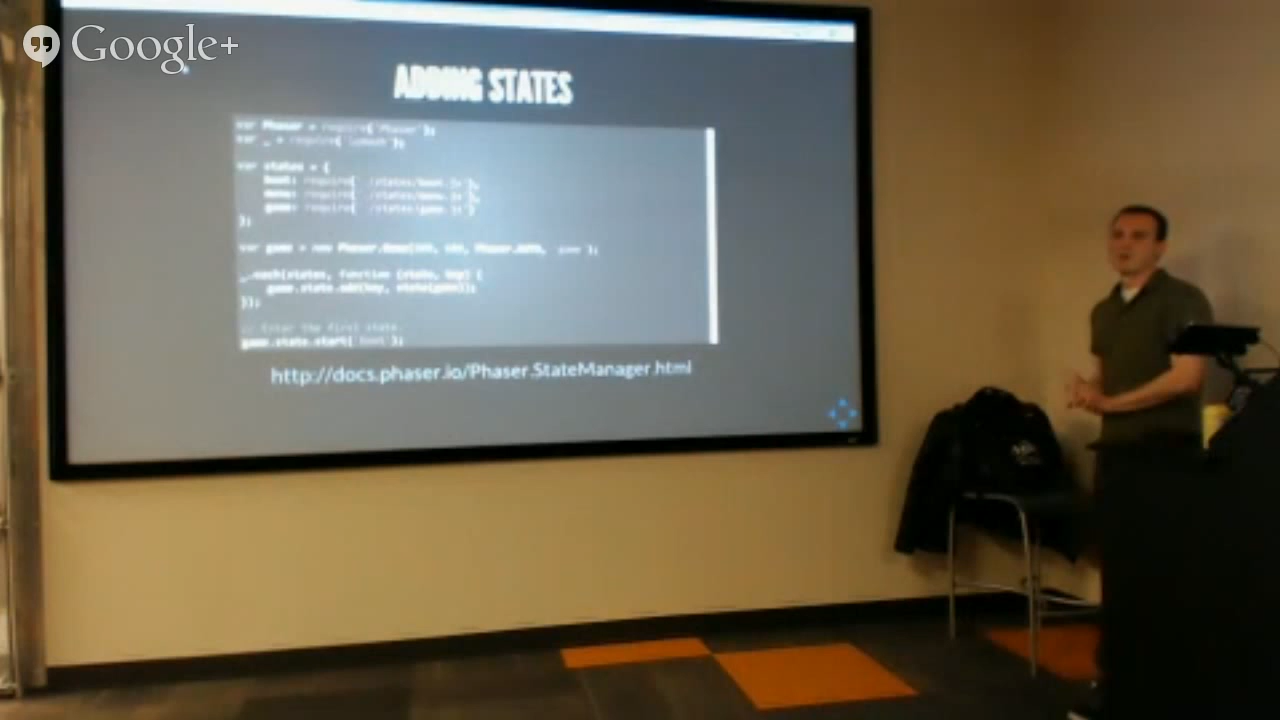 Google+
ADDING STATES
var Phaser = require('Phaser');
var _ = require('lodash');
var states = {
boot: require( /states/boot.js'),
menu: require( /states/menu.js'),
game: require( /states/game.js')
};
var game = new Phaser.Game( Phaser.AUTO, 'game');
_.each(states, function (state, key) {
game.state.add(key, state(game));
});
// Enter the first state
game.state.start('boot');
http://docs.phaser.io/Phaser.StateManager.html